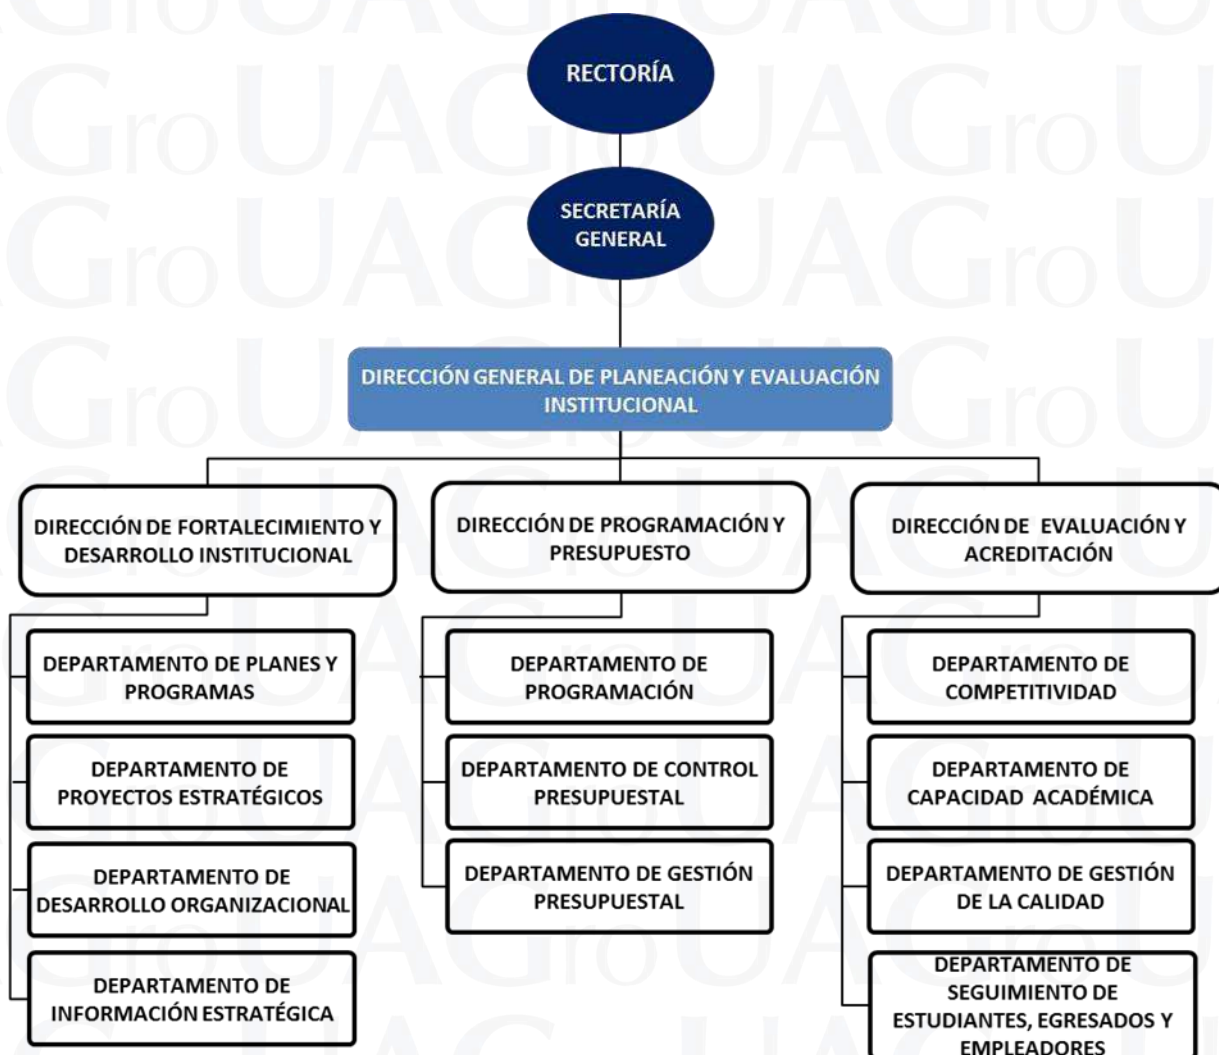 RECTORÍA
SECRETARÍA
GENERAL
DIRECCIÓN GENERAL DE PLANEACIÓN Y EVALUACIÓN
INSTITUCIONAL
DIRECCIÓN DE FORTALECIMIENTO Y
DESARROLLO INSTITUCIONAL
DEPARTAMENTO DE PLANES Y
PROGRAMAS
DEPARTAMENTO DE
PROYECTOS ESTRATÉGICOS
DEPARTAMENTO DE
DESARROLLO ORGANIZACIONAL
DEPARTAMENTO DE
INFORMACIÓN ESTRATÉGICA
DIRECCIÓN DE PROGRAMACIÓN Y
PRESUPUESTO
DEPARTAMENTO DE
PROGRAMACIÓN
DEPARTAMENTO DE CONTROL
PRESUPUESTAL
DEPARTAMENTO DE GESTIÓN
PRESUPUESTAL
DIRECCIÓN DE EVALUACIÓN Y
ACREDITACIÓN
DEPARTAMENTO DE
COMPETITIVIDAD
DEPARTAMENTO DE
CAPACIDAD ACADÉMICA
DEPARTAMENTO DE GESTIÓN
DE LA CALIDAD
DEPARTAMENTO DE
SEGUIMIENTO DE
ESTUDIANTES, EGRESADOS Y
EMPLEADORES
UAGro